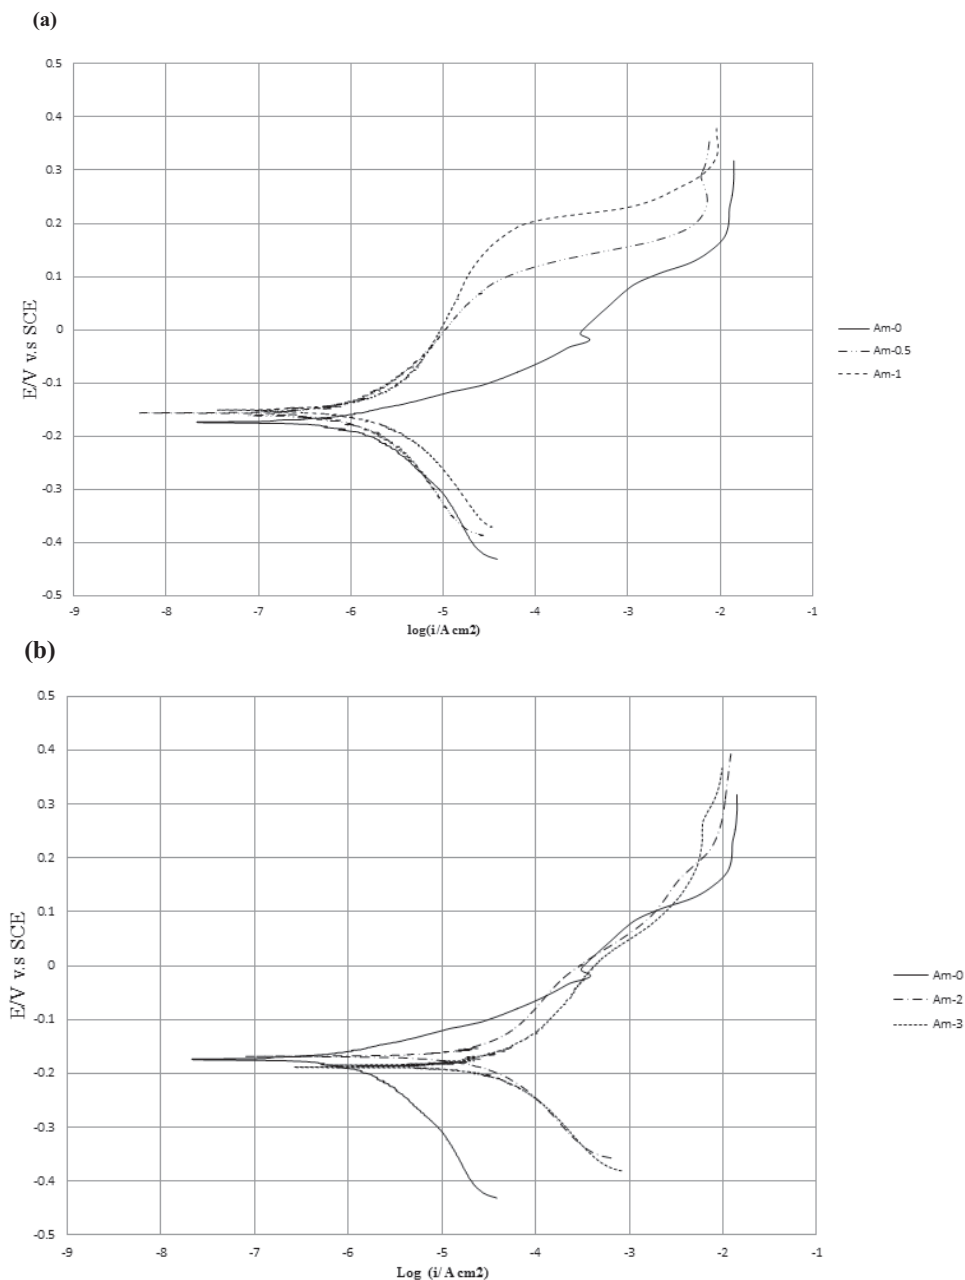 (a)
0.5
0.4
0.3
0.2
0.1
0
-0.1
-0.2
-0.3
-0.4
-0.5
E/V v.s SCE
-9 -8 -7 -6 -5 -4 -3 -2 -1
log(i/A cm2)
Am-0
Am-0.5
Am-1
(b)
0.5
0.4
0.3
0.2
0.1
0
-0.1
-0.2
-0.3
-0.4
-0.5
E/V v.s SCE
-9 -8 -7 -6 -5 -4 -3 -2 -1
Log (i/A cm2)
Am-0
Am-2
Am-3